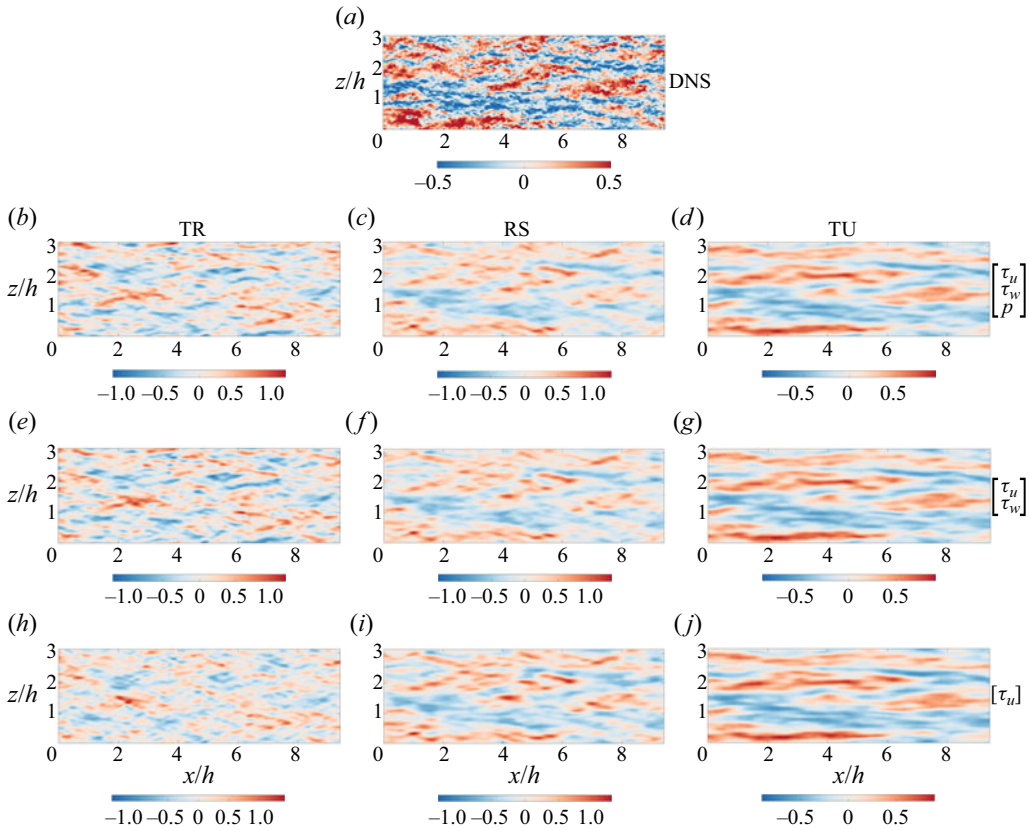 (a)
3
2
z/h
DNS
1
0 2 4 6 8
–0.5 0 0.5
(b) (c) (d)
TR RS TU
3 3 3
z/h 2 2 2 [τu τw p]
1 1 1
0 2 4 6 8 0 2 4 6 8 0 2 4 6 8
–1.0 –0.5 0 0.5 1.0 –1.0 –0.5 0 0.5 1.0 –0.5 0 0.5
(e) (f) (g)
3 3 3
z/h 2 2 2 [τu τw]
1 1 1
0 2 4 6 8 0 2 4 6 8 0 2 4 6 8
–1.0 –0.5 0 0.5 1.0 –1.0 –0.5 0 0.5 1.0 –0.5 0 0.5
(h) (i) (j)
3 3 3
z/h 2 2 2 [τu]
1 1 1
0 2 4 6 8 0 2 4 6 8 0 2 4 6 8
x/h x/h x/h
–1.0 –0.5 0 0.5 1.0 –1.0 –0.5 0 0.5 1.0 –0.5 0 0.5